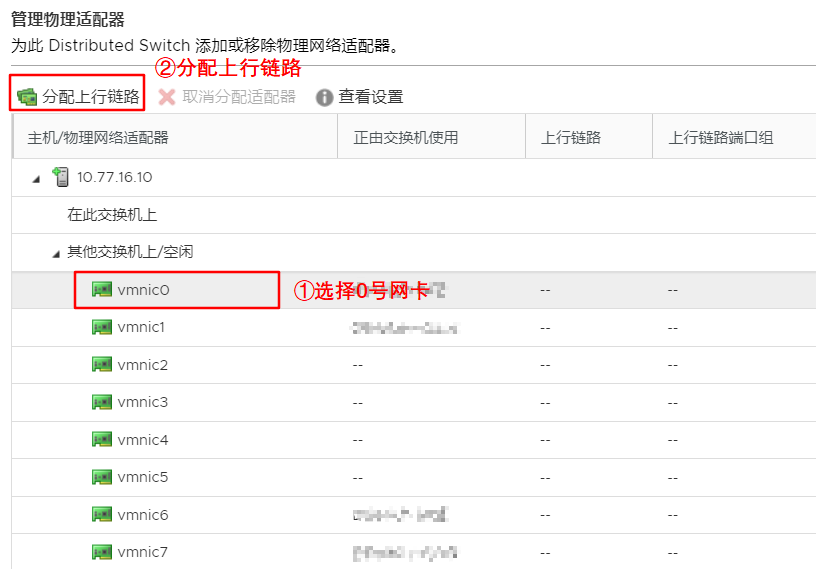 管理物理适配器
为此 Distributed Switch 添加或移除物理网络适配器。
②分配上行链路
分配上行链路 取消分配适配器 查看设置
主机/物理网络适配器 正由交换机使用 上行链路 上行链路端口组
10.77.16.10
在此交换机上
其他交换机上/空闲
vmnic0 ①选择0号网卡 -- --
vmnic1 -- --
vmnic2 -- -- --
vmnic3 -- -- --
vmnic4 -- -- --
vmnic5 -- -- --
vmnic6 -- --
vmnic7 -- --